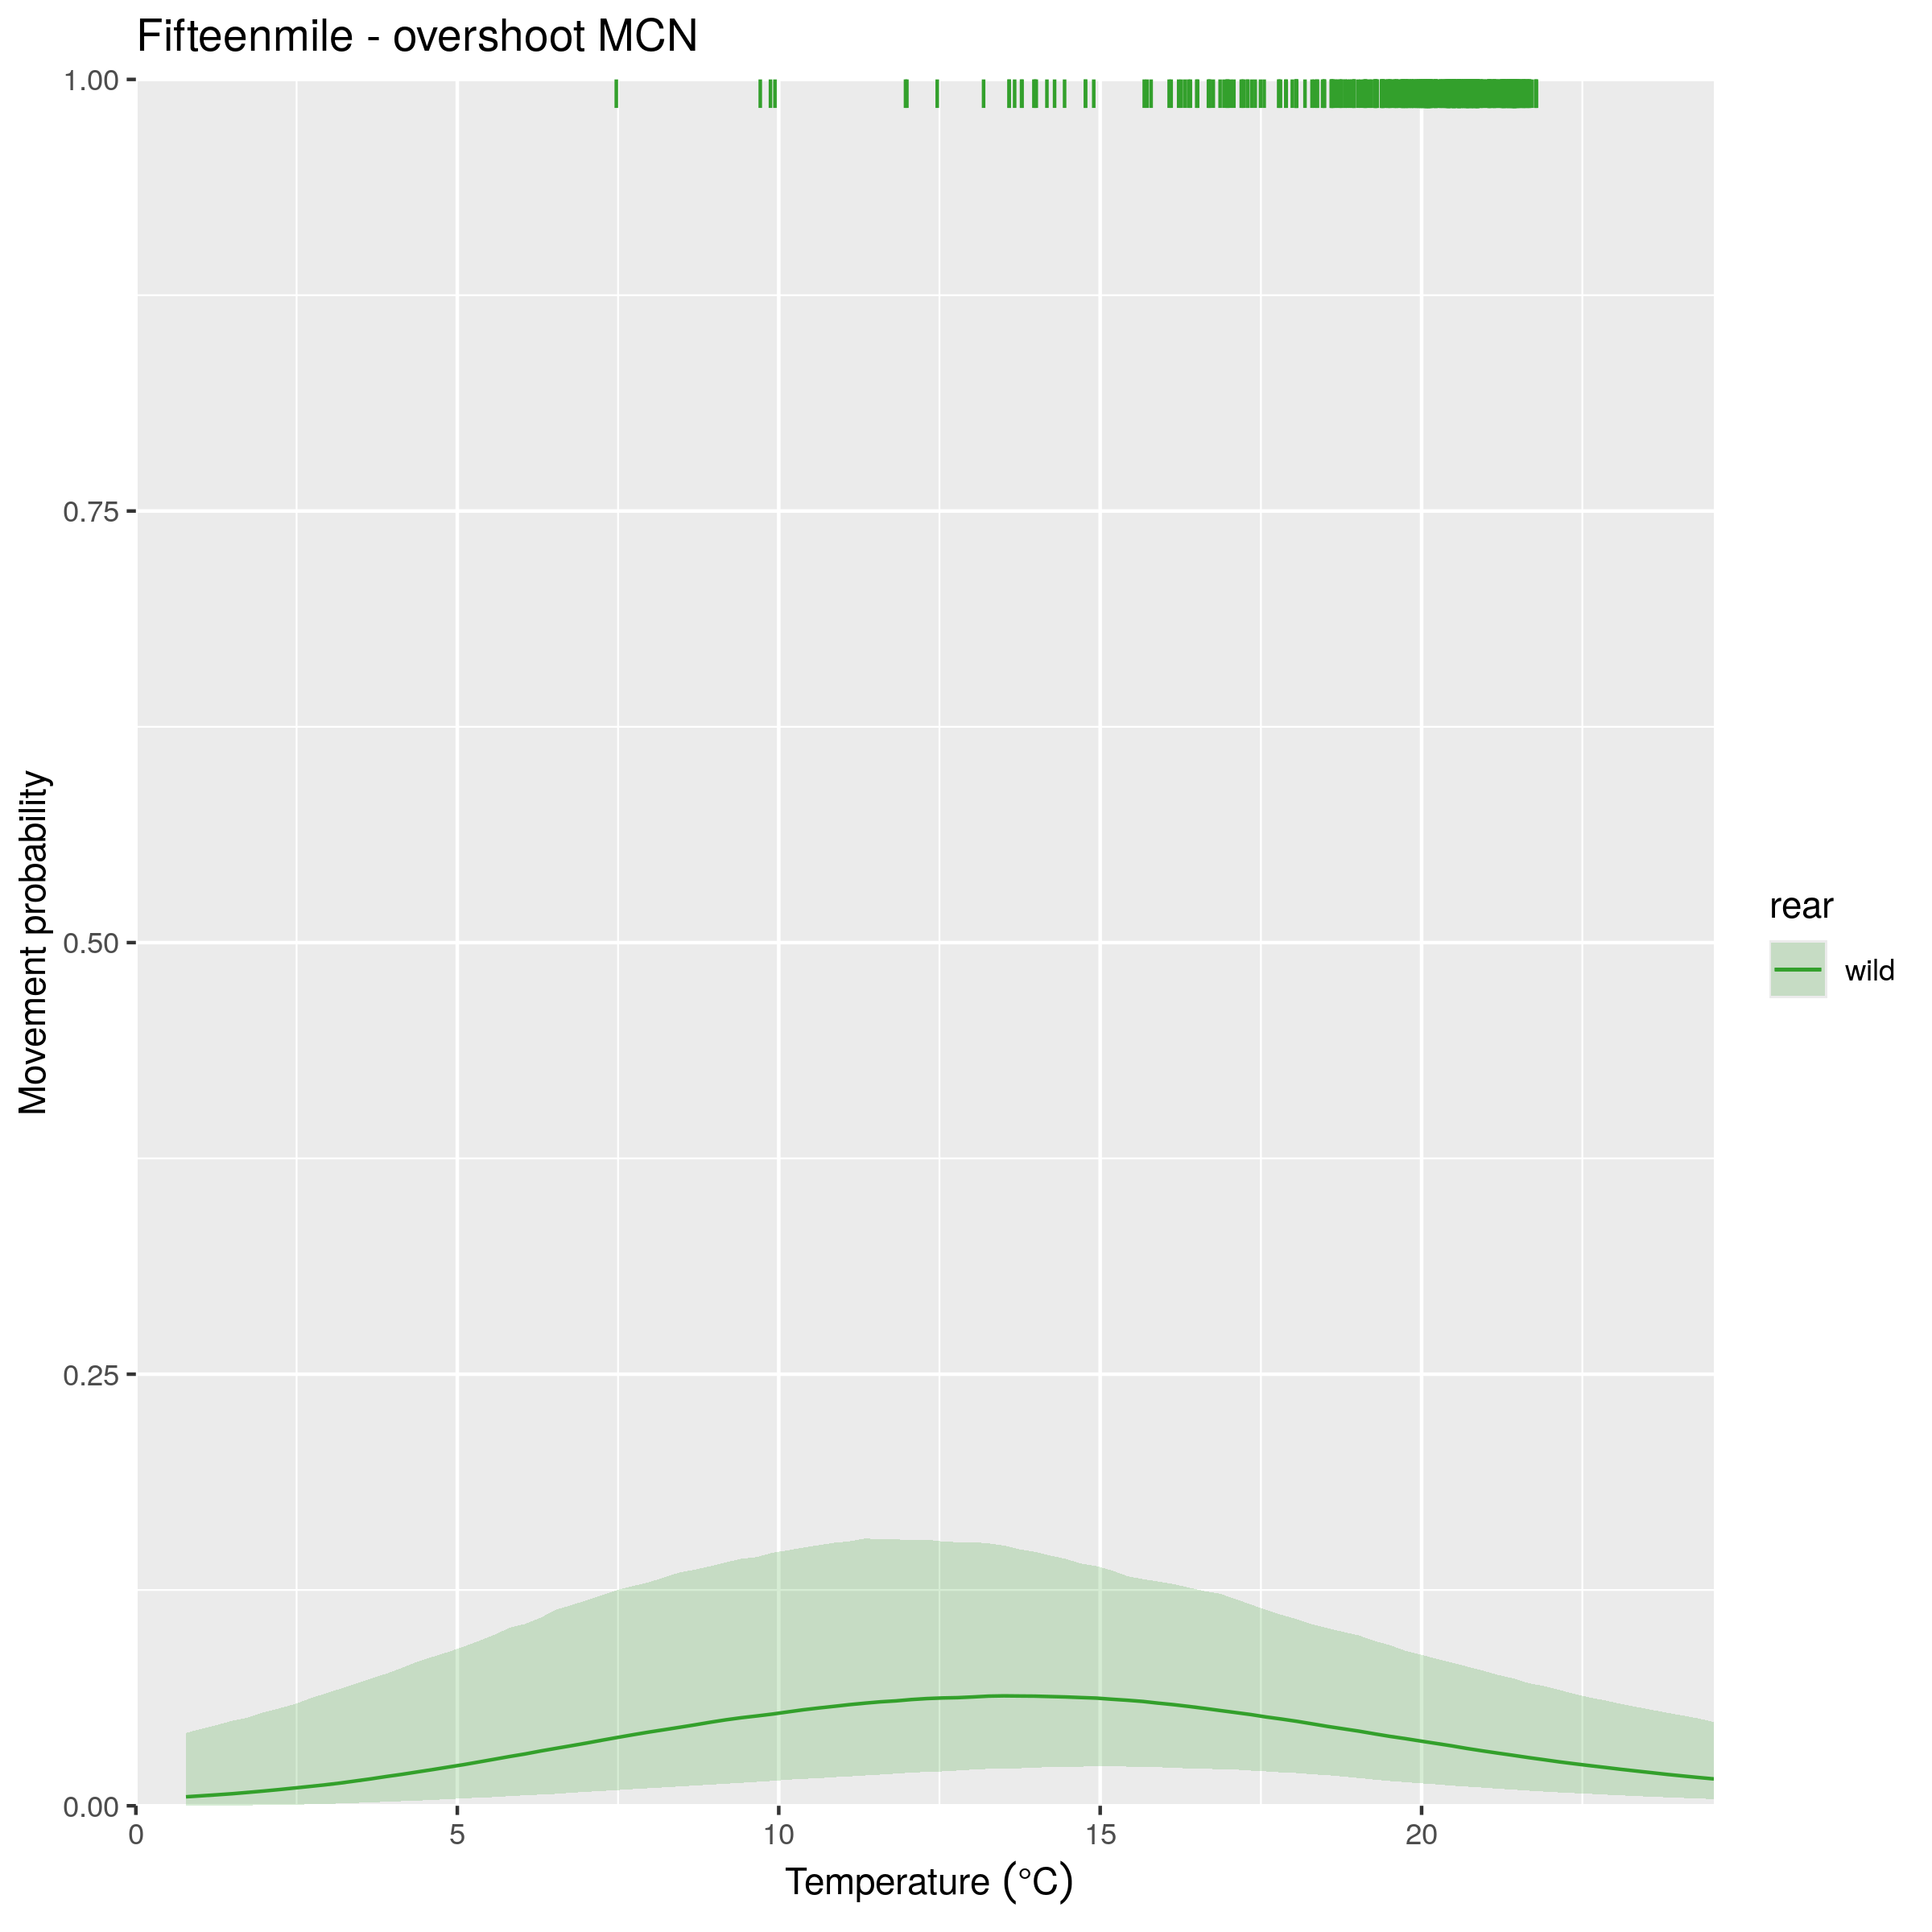 Fifteenmile - overshoot MCN
1.00
0.75
0.50
0.25
0.00
Movement probability
0 5 10 15 20
Temperature (°C)
rear
wild